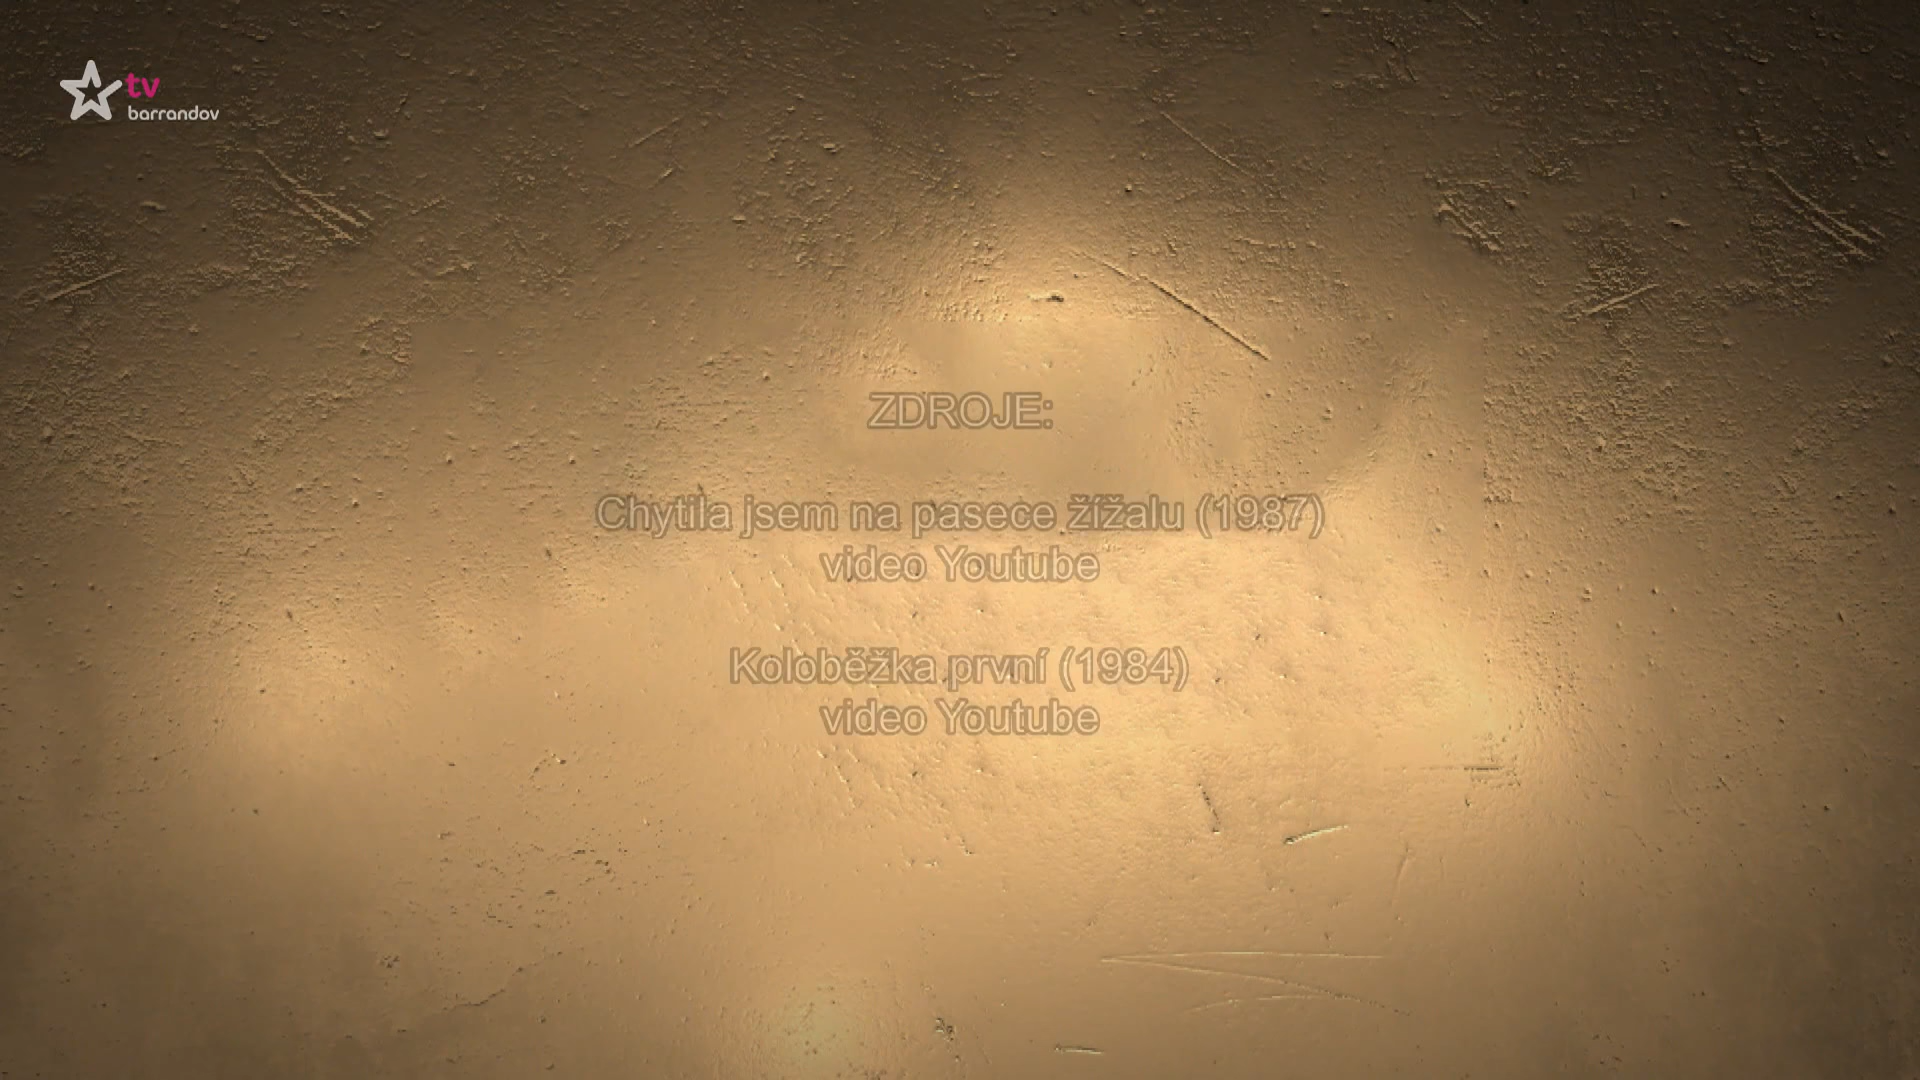 tv
barrandov
ZDROJE:
Chytila jsem na pasece žížalu (1987)
video Youtube
Koloběžka první (1984)
video Youtube